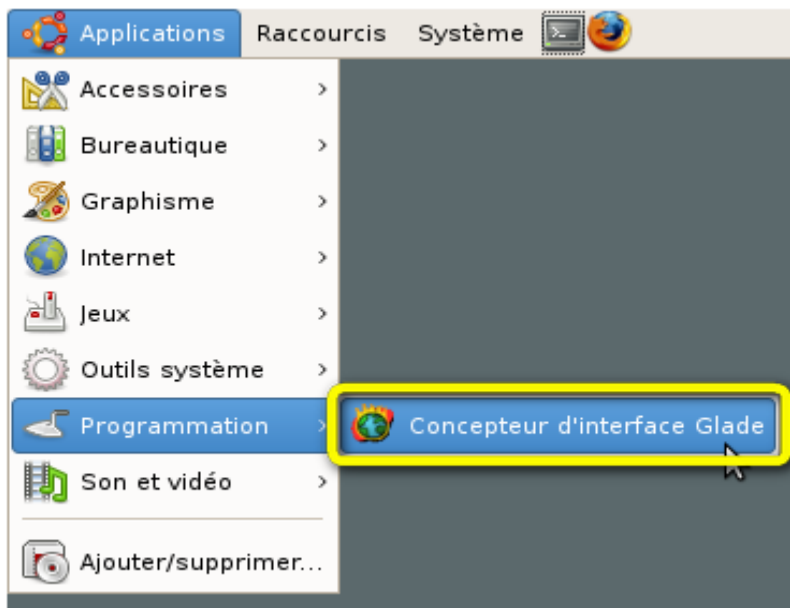 Applications Raccourcis Système
Accessoires
Bureautique
Graphisme
Internet
Jeux
Outils système
Programmation
Concepteur d'interface Glade
Son et vidéo
Ajouter/supprimer...